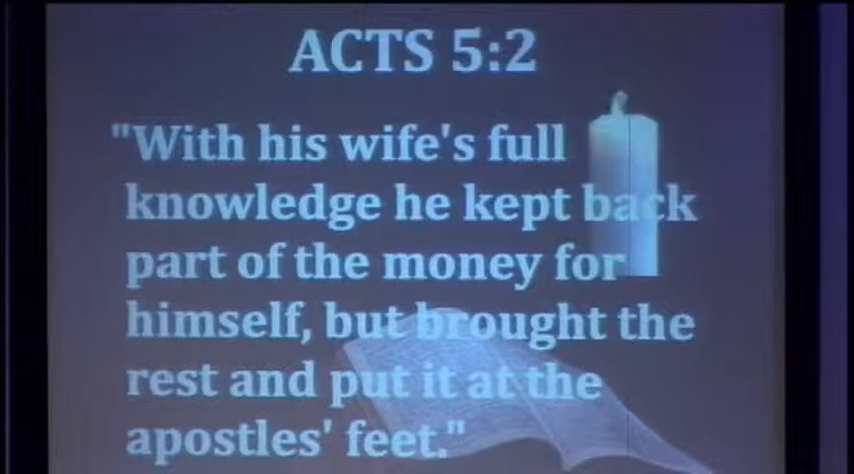 ACTS 5:2
"With his wife's full
knowledge he kept back
part of the money for
himself, but brought the
rest and put it at the
apostles' feet."